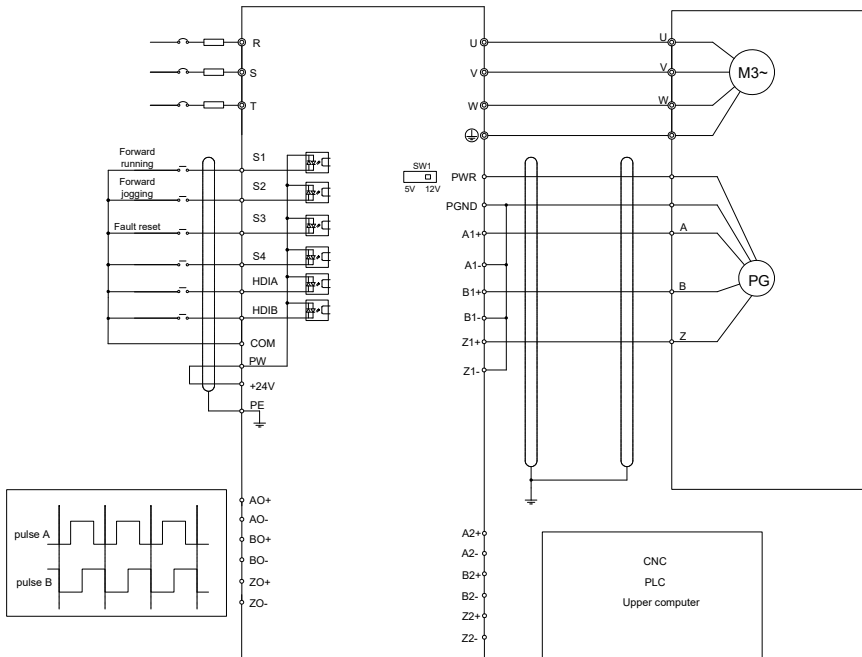 R
S
T
U
V
W
U
V
W
M3~
Forward
running
Forward
jogging
Fault reset
S1
S2
S3
S4
HDIA
HDIB
COM
PW
+24V
PE
SW1
5V 12V
PWR
PGND
A1+
A1-
B1+
B1-
Z1+
Z1-
A
B
Z
PG
pulse A
pulse B
AO+
AO-
BO+
BO-
ZO+
ZO-
A2+
A2-
B2+
B2-
Z2+
Z2-
CNC
PLC
Upper computer